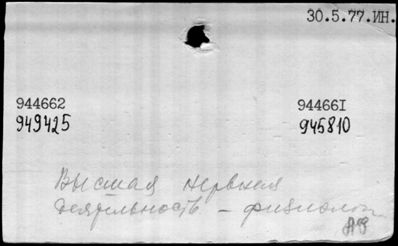 30.5.77.ИН.
944662 944661
949425 945810
Высшая нервная
деятельность – физиолог.